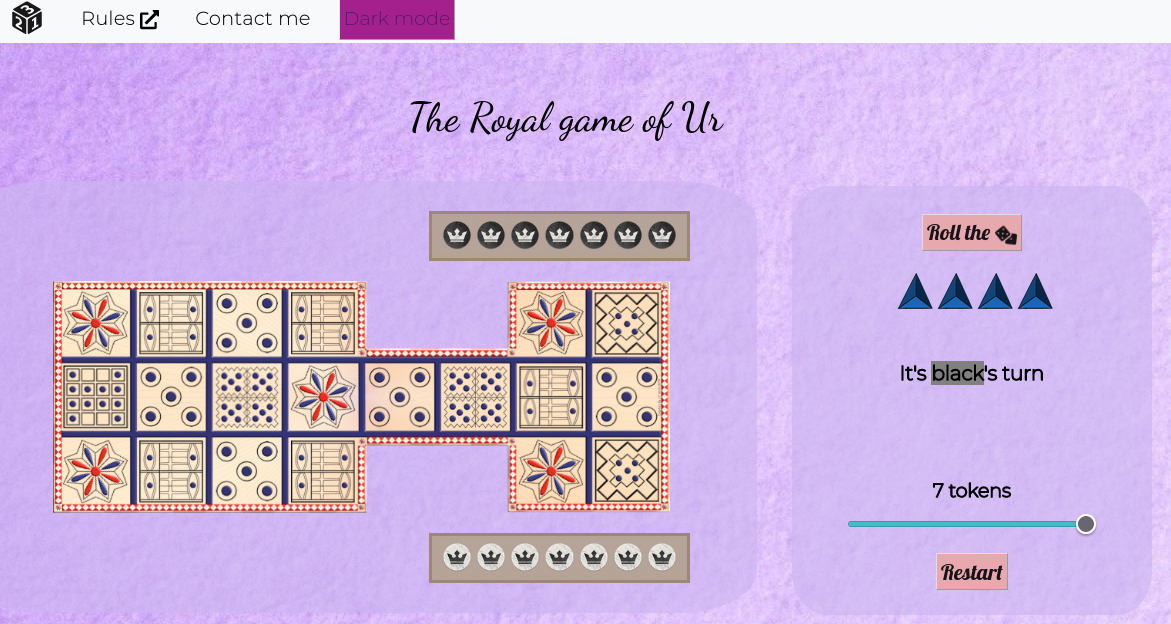 Rules
Contact me
Dark mode
The Royal game of Ur
Roll the
It's black's turn
7 tokens
Restart